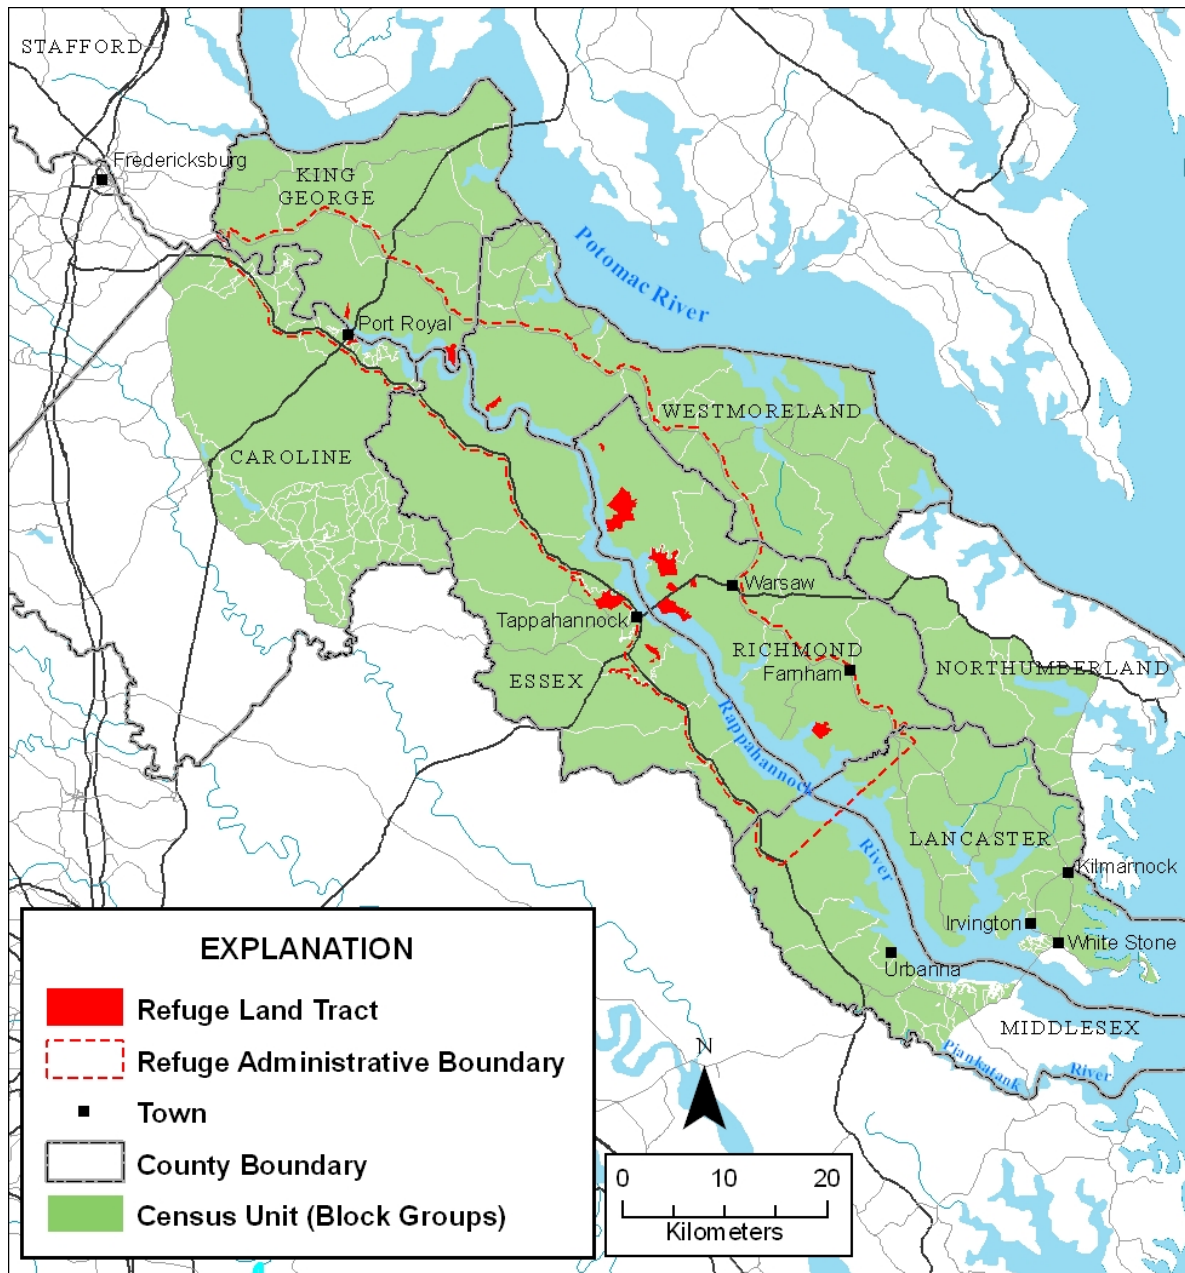 STAFFORD
Fredericksburg
KING
GEORGE
Potomac River
Port Royal
WESTMORELAND
CAROLINE
Warsaw
Tappahannock
RICHMOND
Farnham
NORTHUMBERLAND
ESSEX
Rappahannock
River
LANCASTER
Kilmarnock
Irvington
White Stone
Urbanna
MIDDLESEX
Piankatank
River
EXPLANATION
Refuge Land Tract
Refuge Administrative Boundary
Town
County Boundary
Census Unit (Block Groups)
N
0 10 20
Kilometers